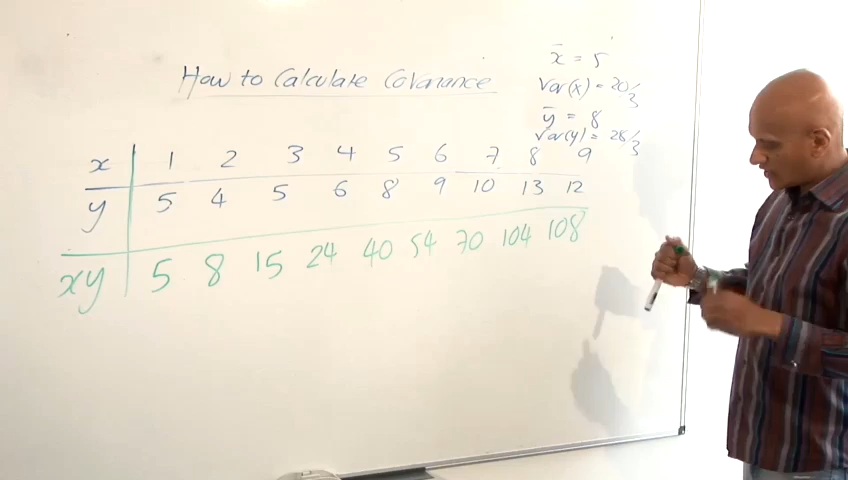 How to Calculate Covariance
x̄ = 5
Var(x) = 20/3
ȳ = 8
Var(y) = 28/3
x 1 2 3 4 5 6 7 8 9
y 5 4 5 6 8 9 10 13 12
xy 5 8 15 24 40 54 70 104 108